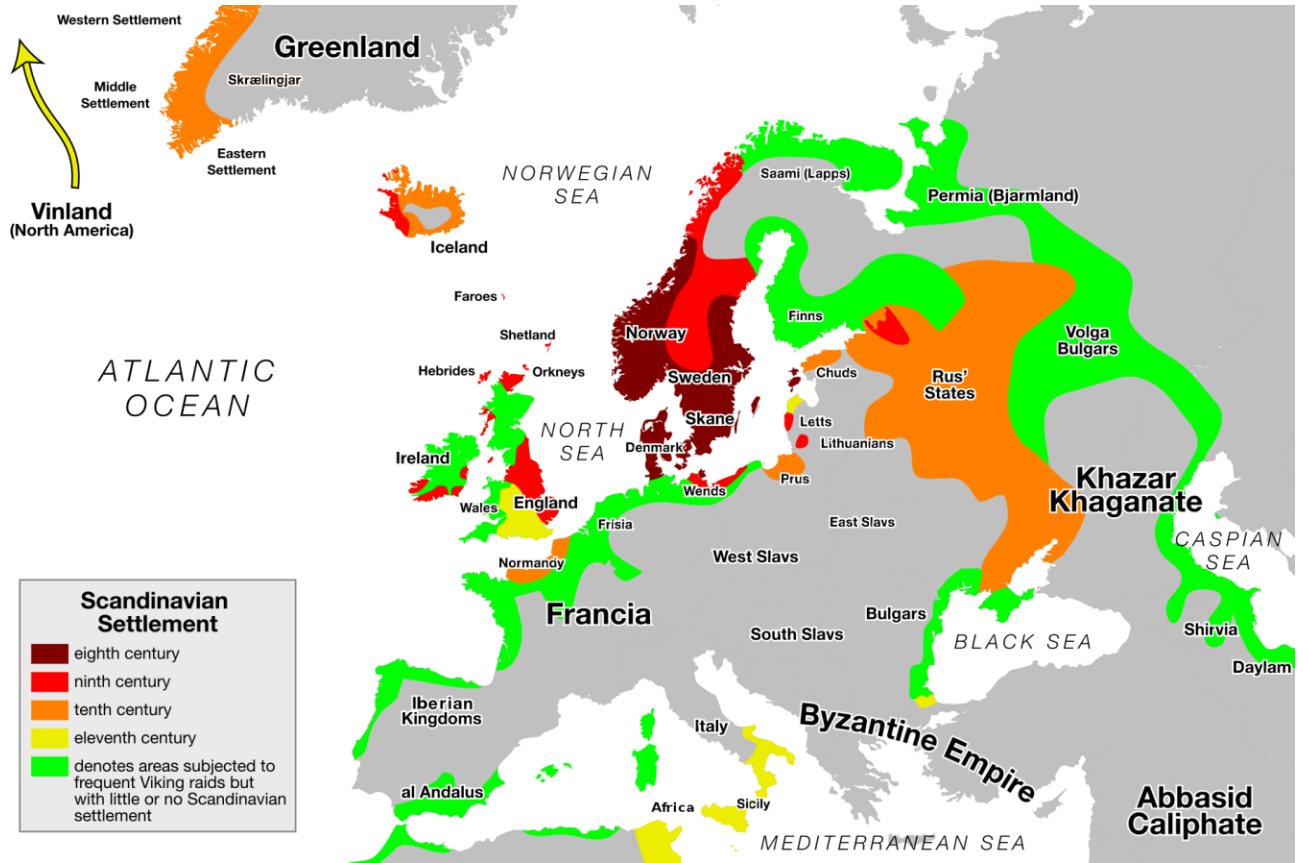 Western Settlement
Greenland
Skrælingjar
Middle
Settlement
Eastern
Settlement
Vinland
(North America)
NORWEGIAN
SEA
Saami (Lapps)
Permia (Bjarmland)
Iceland
Faroes
Finns
Norway
Volga
Bulgars
Shetland
ATLANTIC
OCEAN
Hebrides
Orkneys
Sweden
Chuds
Rus'
States
Skane
NORTH
SEA
Letts
Denmark
Lithuanians
Ireland
Prus
Khazar
Khaganate
Wends
Wales
England
Frisia
East Slavs
CASPIAN
SEA
Normandy
West Slavs
Francia
Bulgars
South Slavs
BLACK SEA
Shirvia
Daylam
Iberian
Kingdoms
Italy
Byzantine Empire
al Andalus
Africa
Sicily
Abbasid
Caliphate
MEDITERRANEAN SEA
Scandinavian
Settlement
eighth century
ninth century
tenth century
eleventh century
denotes areas subjected to
frequent Viking raids but
with little or no Scandinavian
settlement